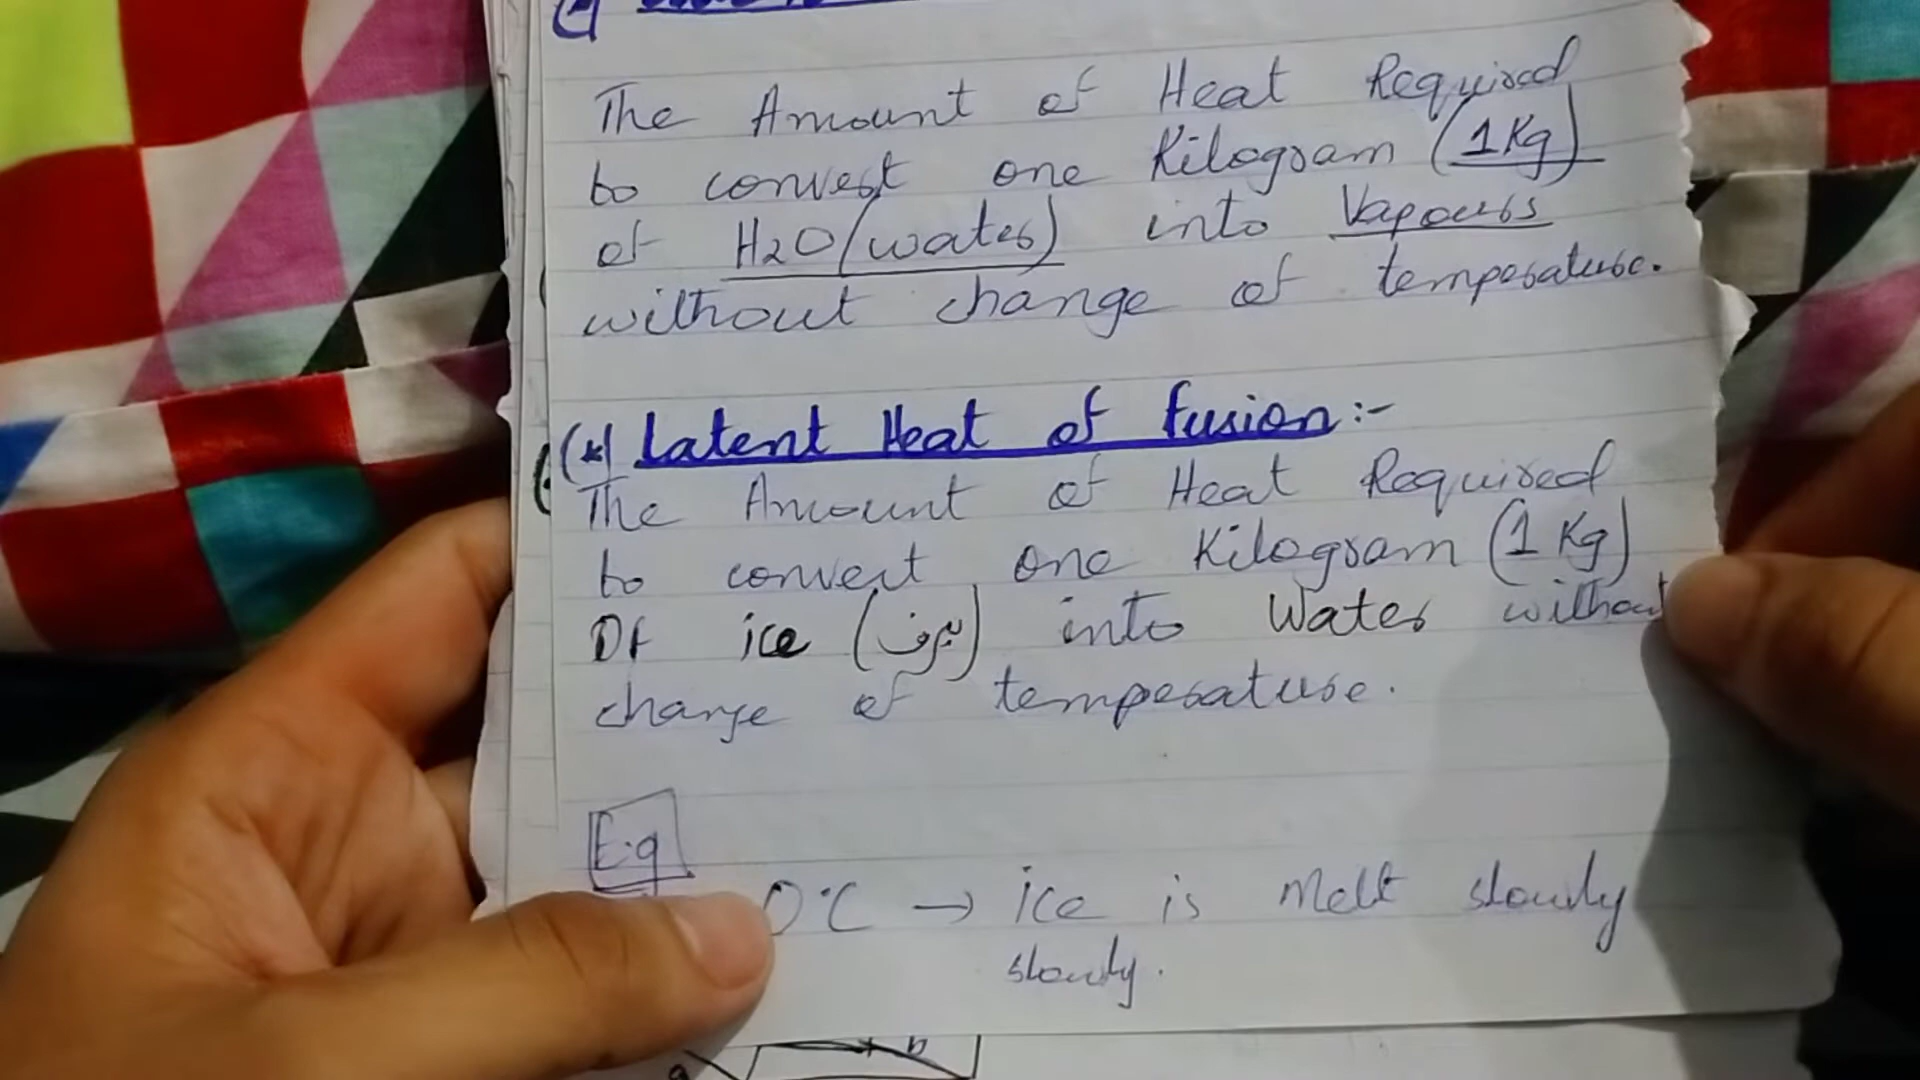 The Amount of Heat Required
to convert one Kilogram (1 Kg)
of H2O (water) into Vapours
without change of temperature.
(*) Latent Heat of fusion :-
The Amount of Heat Required
to convert one Kilogram (1 Kg)
Of ice (برف) into Water without
change of temperature.
E.g
0°C → ice is melt slowly
slowly.
b